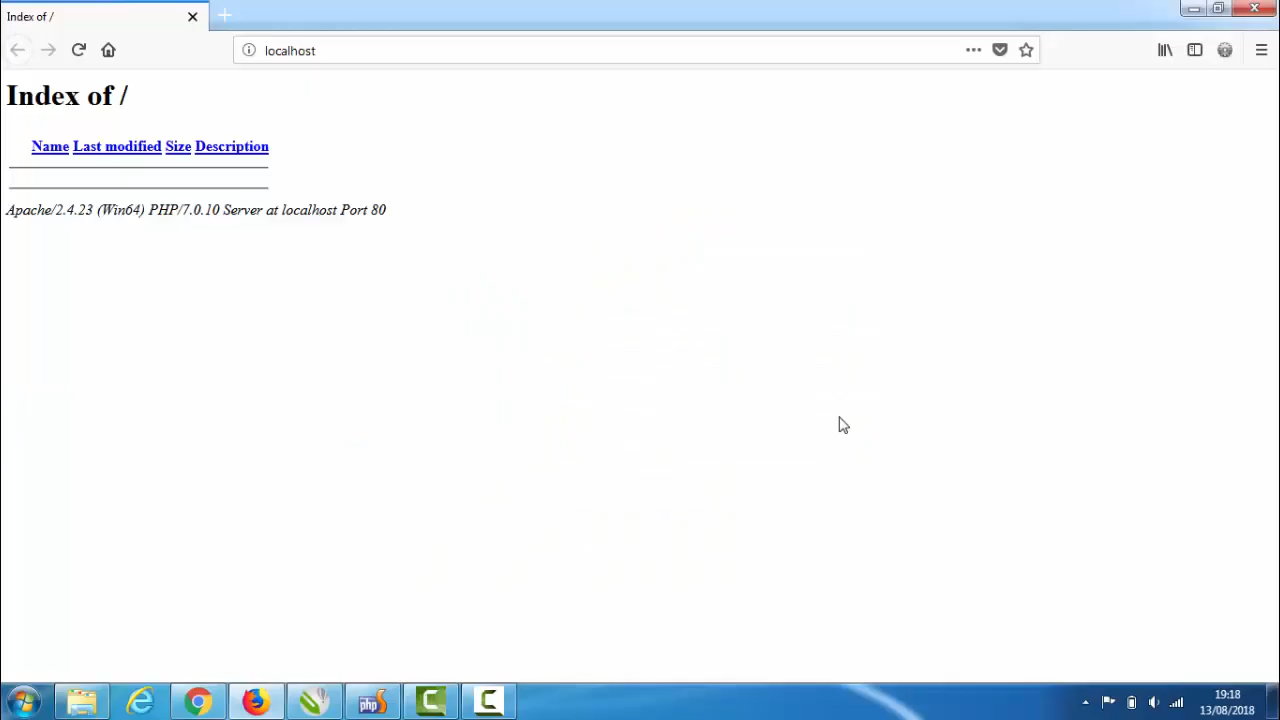 Index of /
localhost
Index of /
Name Last modified Size Description
Apache/2.4.23 (Win64) PHP/7.0.10 Server at localhost Port 80
19:18
13/08/2018